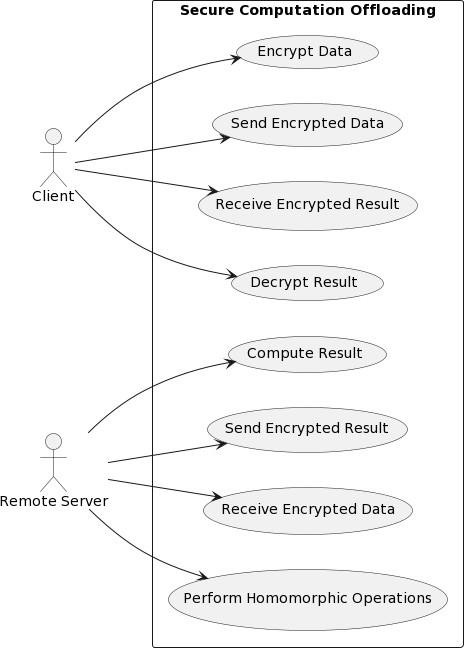 Secure Computation Offloading
Encrypt Data
Send Encrypted Data
Receive Encrypted Result
Client
Decrypt Result
Compute Result
Send Encrypted Result
Remote Server
Receive Encrypted Data
Perform Homomorphic Operations